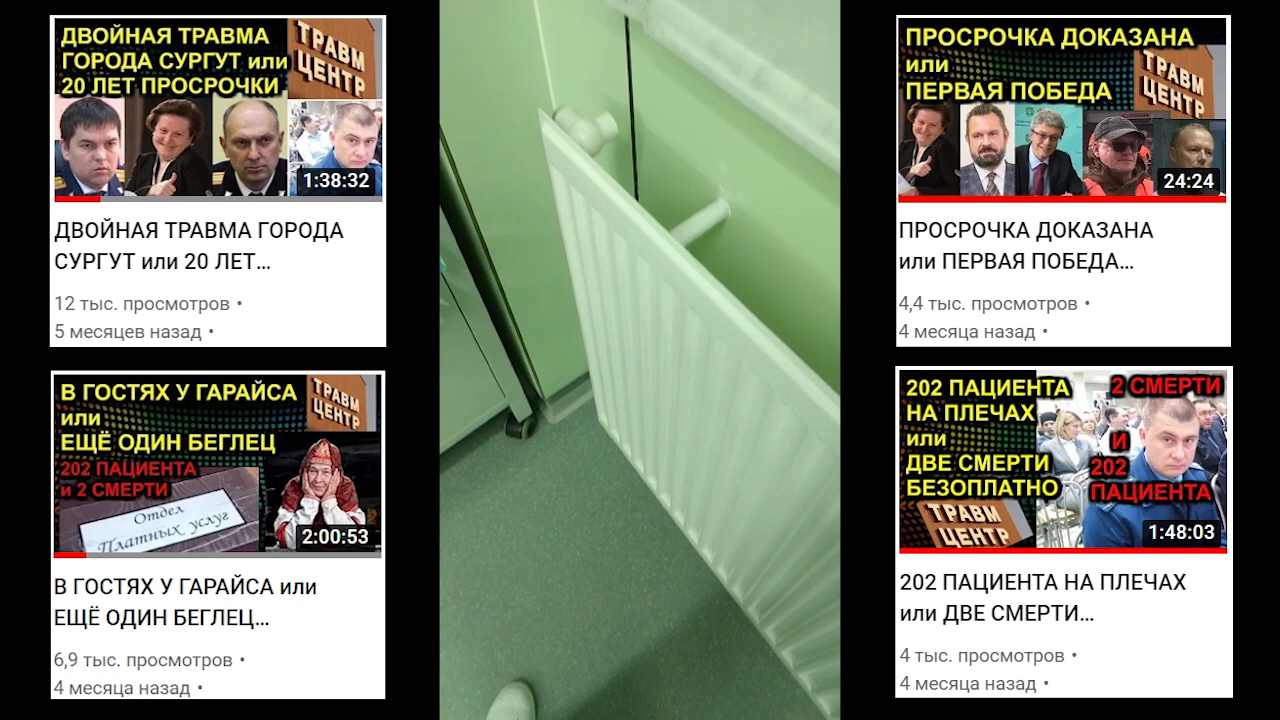 ДВОЙНАЯ ТРАВМА
ГОРОДА СУРГУТ или
20 ЛЕТ ПРОСРОЧКИ
ТРАВМ
ЦЕНТР
1:38:32
ДВОЙНАЯ ТРАВМА ГОРОДА
СУРГУТ или 20 ЛЕТ...
12 тыс. просмотров •
5 месяцев назад •
В ГОСТЯХ У ГАРАЙСА
или
ЕЩЁ ОДИН БЕГЛЕЦ
202 ПАЦИЕНТА
и 2 СМЕРТИ
ТРАВМ
ЦЕНТР
Отдел
Платных услуг
2:00:53
В ГОСТЯХ У ГАРАЙСА или
ЕЩЁ ОДИН БЕГЛЕЦ...
6,9 тыс. просмотров •
4 месяца назад •
ПРОСРОЧКА ДОКАЗАНА
или
ПЕРВАЯ ПОБЕДА
ТРАВМ
ЦЕНТР
24:24
ПРОСРОЧКА ДОКАЗАНА
или ПЕРВАЯ ПОБЕДА...
4,4 тыс. просмотров •
4 месяца назад •
202 ПАЦИЕНТА
НА ПЛЕЧАХ
или
ДВЕ СМЕРТИ
БЕЗОПЛАТНО
2 СМЕРТИ
И
202
ПАЦИЕНТА
ТРАВМ
ЦЕНТР
1:48:03
202 ПАЦИЕНТА НА ПЛЕЧАХ
или ДВЕ СМЕРТИ...
4 тыс. просмотров •
4 месяца назад •